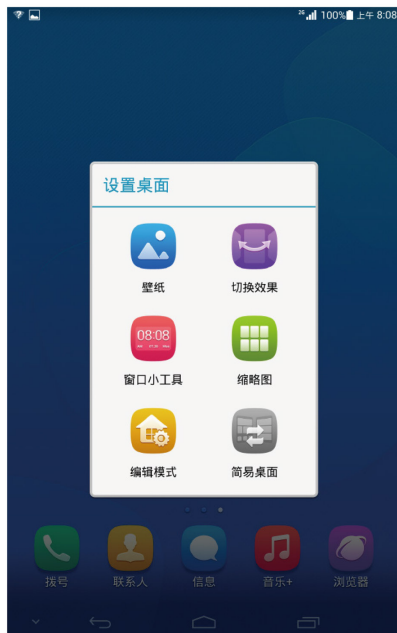 26 100% 上午 8:08
设置桌面
壁纸 切换效果
08:08
窗口小工具 缩略图
编辑模式 简易桌面
拨号 联系人 信息 音乐+ 浏览器